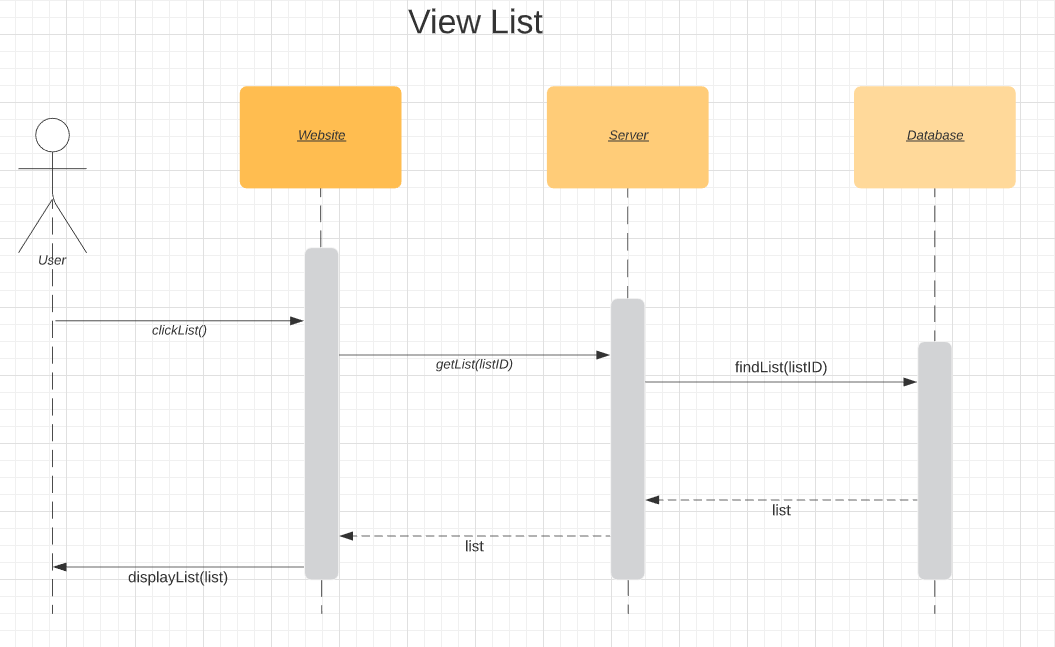 View List
Website
Server
Database
User
clickList()
getList(listID)
findList(listID)
list
list
displayList(list)